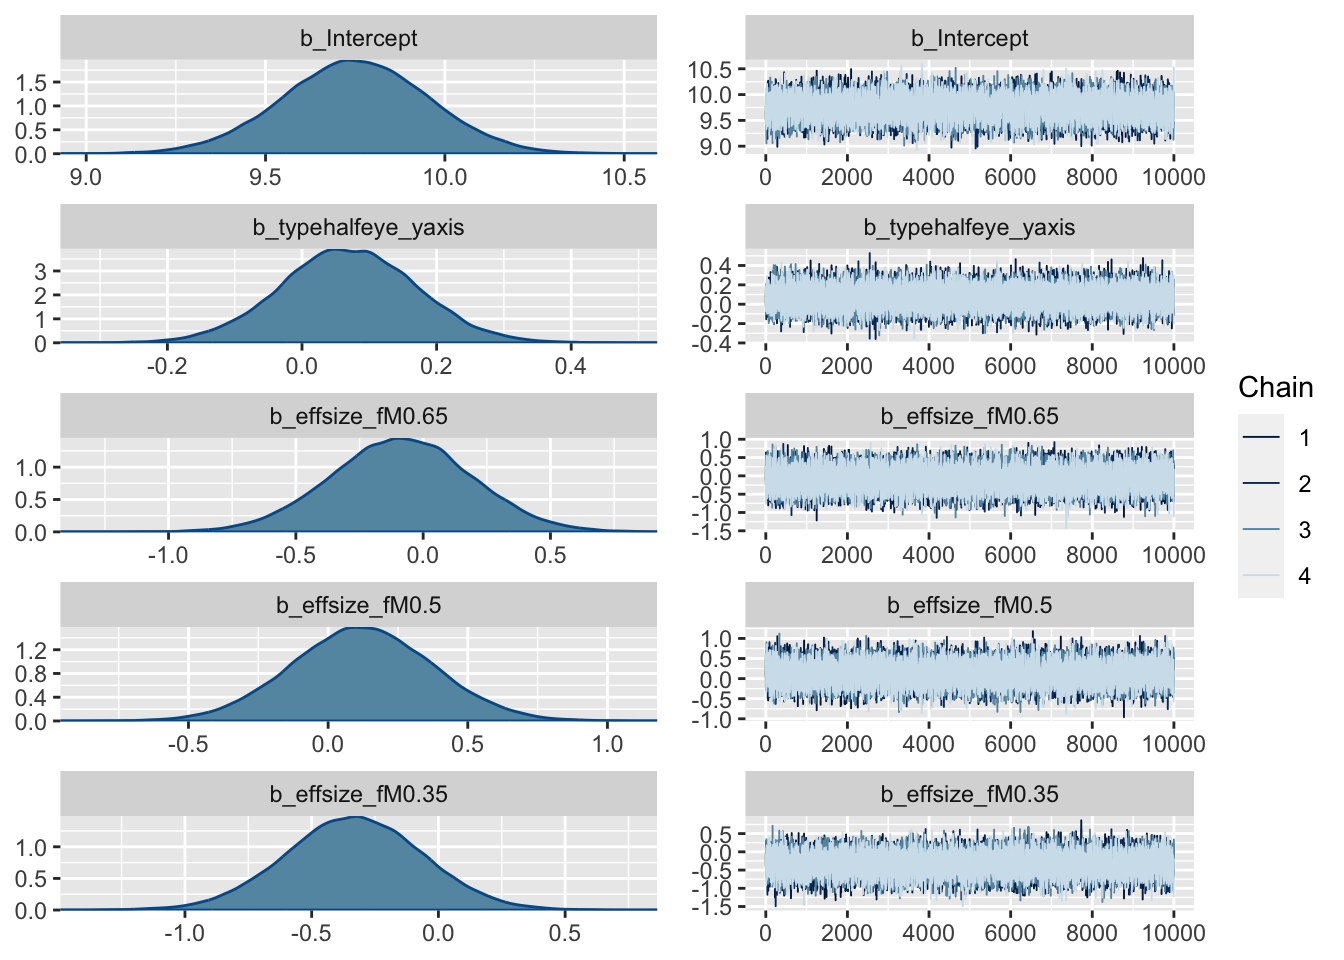 b_Intercept
1.5
1.0
0.5
0.0
9.0 9.5 10.0 10.5
b_Intercept
10.5
10.0
9.5
9.0
0 2000 4000 6000 8000 10000
b_typehalfeye_yaxis
3
2
1
0
-0.2 0.0 0.2 0.4
b_typehalfeye_yaxis
0.4
0.2
0.0
-0.2
-0.4
0 2000 4000 6000 8000 10000
b_effsize_fM0.65
1.0
0.5
0.0
-1.0 -0.5 0.0 0.5
b_effsize_fM0.65
1.0
0.5
0.0
-0.5
-1.0
-1.5
0 2000 4000 6000 8000 10000
b_effsize_fM0.5
1.2
0.8
0.4
0.0
-0.5 0.0 0.5 1.0
b_effsize_fM0.5
1.0
0.5
0.0
-0.5
-1.0
0 2000 4000 6000 8000 10000
b_effsize_fM0.35
1.0
0.5
0.0
-1.0 -0.5 0.0 0.5
b_effsize_fM0.35
0.5
0.0
-0.5
-1.0
-1.5
0 2000 4000 6000 8000 10000
Chain
1
2
3
4